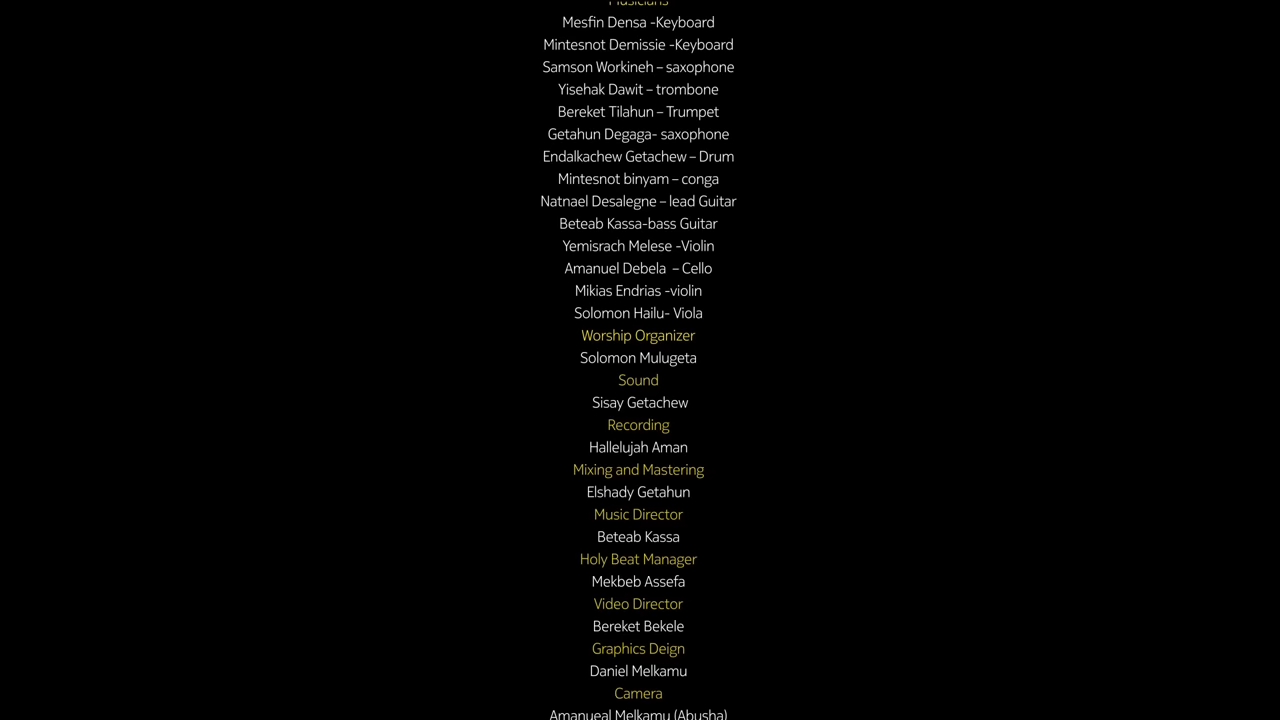 Musicians
Mesfin Densa -Keyboard
Mintesnot Demissie -Keyboard
Samson Workineh – saxophone
Yisehak Dawit – trombone
Bereket Tilahun – Trumpet
Getahun Degaga- saxophone
Endalkachew Getachew – Drum
Mintesnot binyam – conga
Natnael Desalegne – lead Guitar
Beteab Kassa-bass Guitar
Yemisrach Melese -Violin
Amanuel Debela  – Cello
Mikias Endrias -violin
Solomon Hailu- Viola
Worship Organizer
Solomon Mulugeta
Sound
Sisay Getachew
Recording
Hallelujah Aman
Mixing and Mastering
Elshady Getahun
Music Director
Beteab Kassa
Holy Beat Manager
Mekbeb Assefa
Video Director
Bereket Bekele
Graphics Deign
Daniel Melkamu
Camera
Amanueal Melkamu (Abusha)